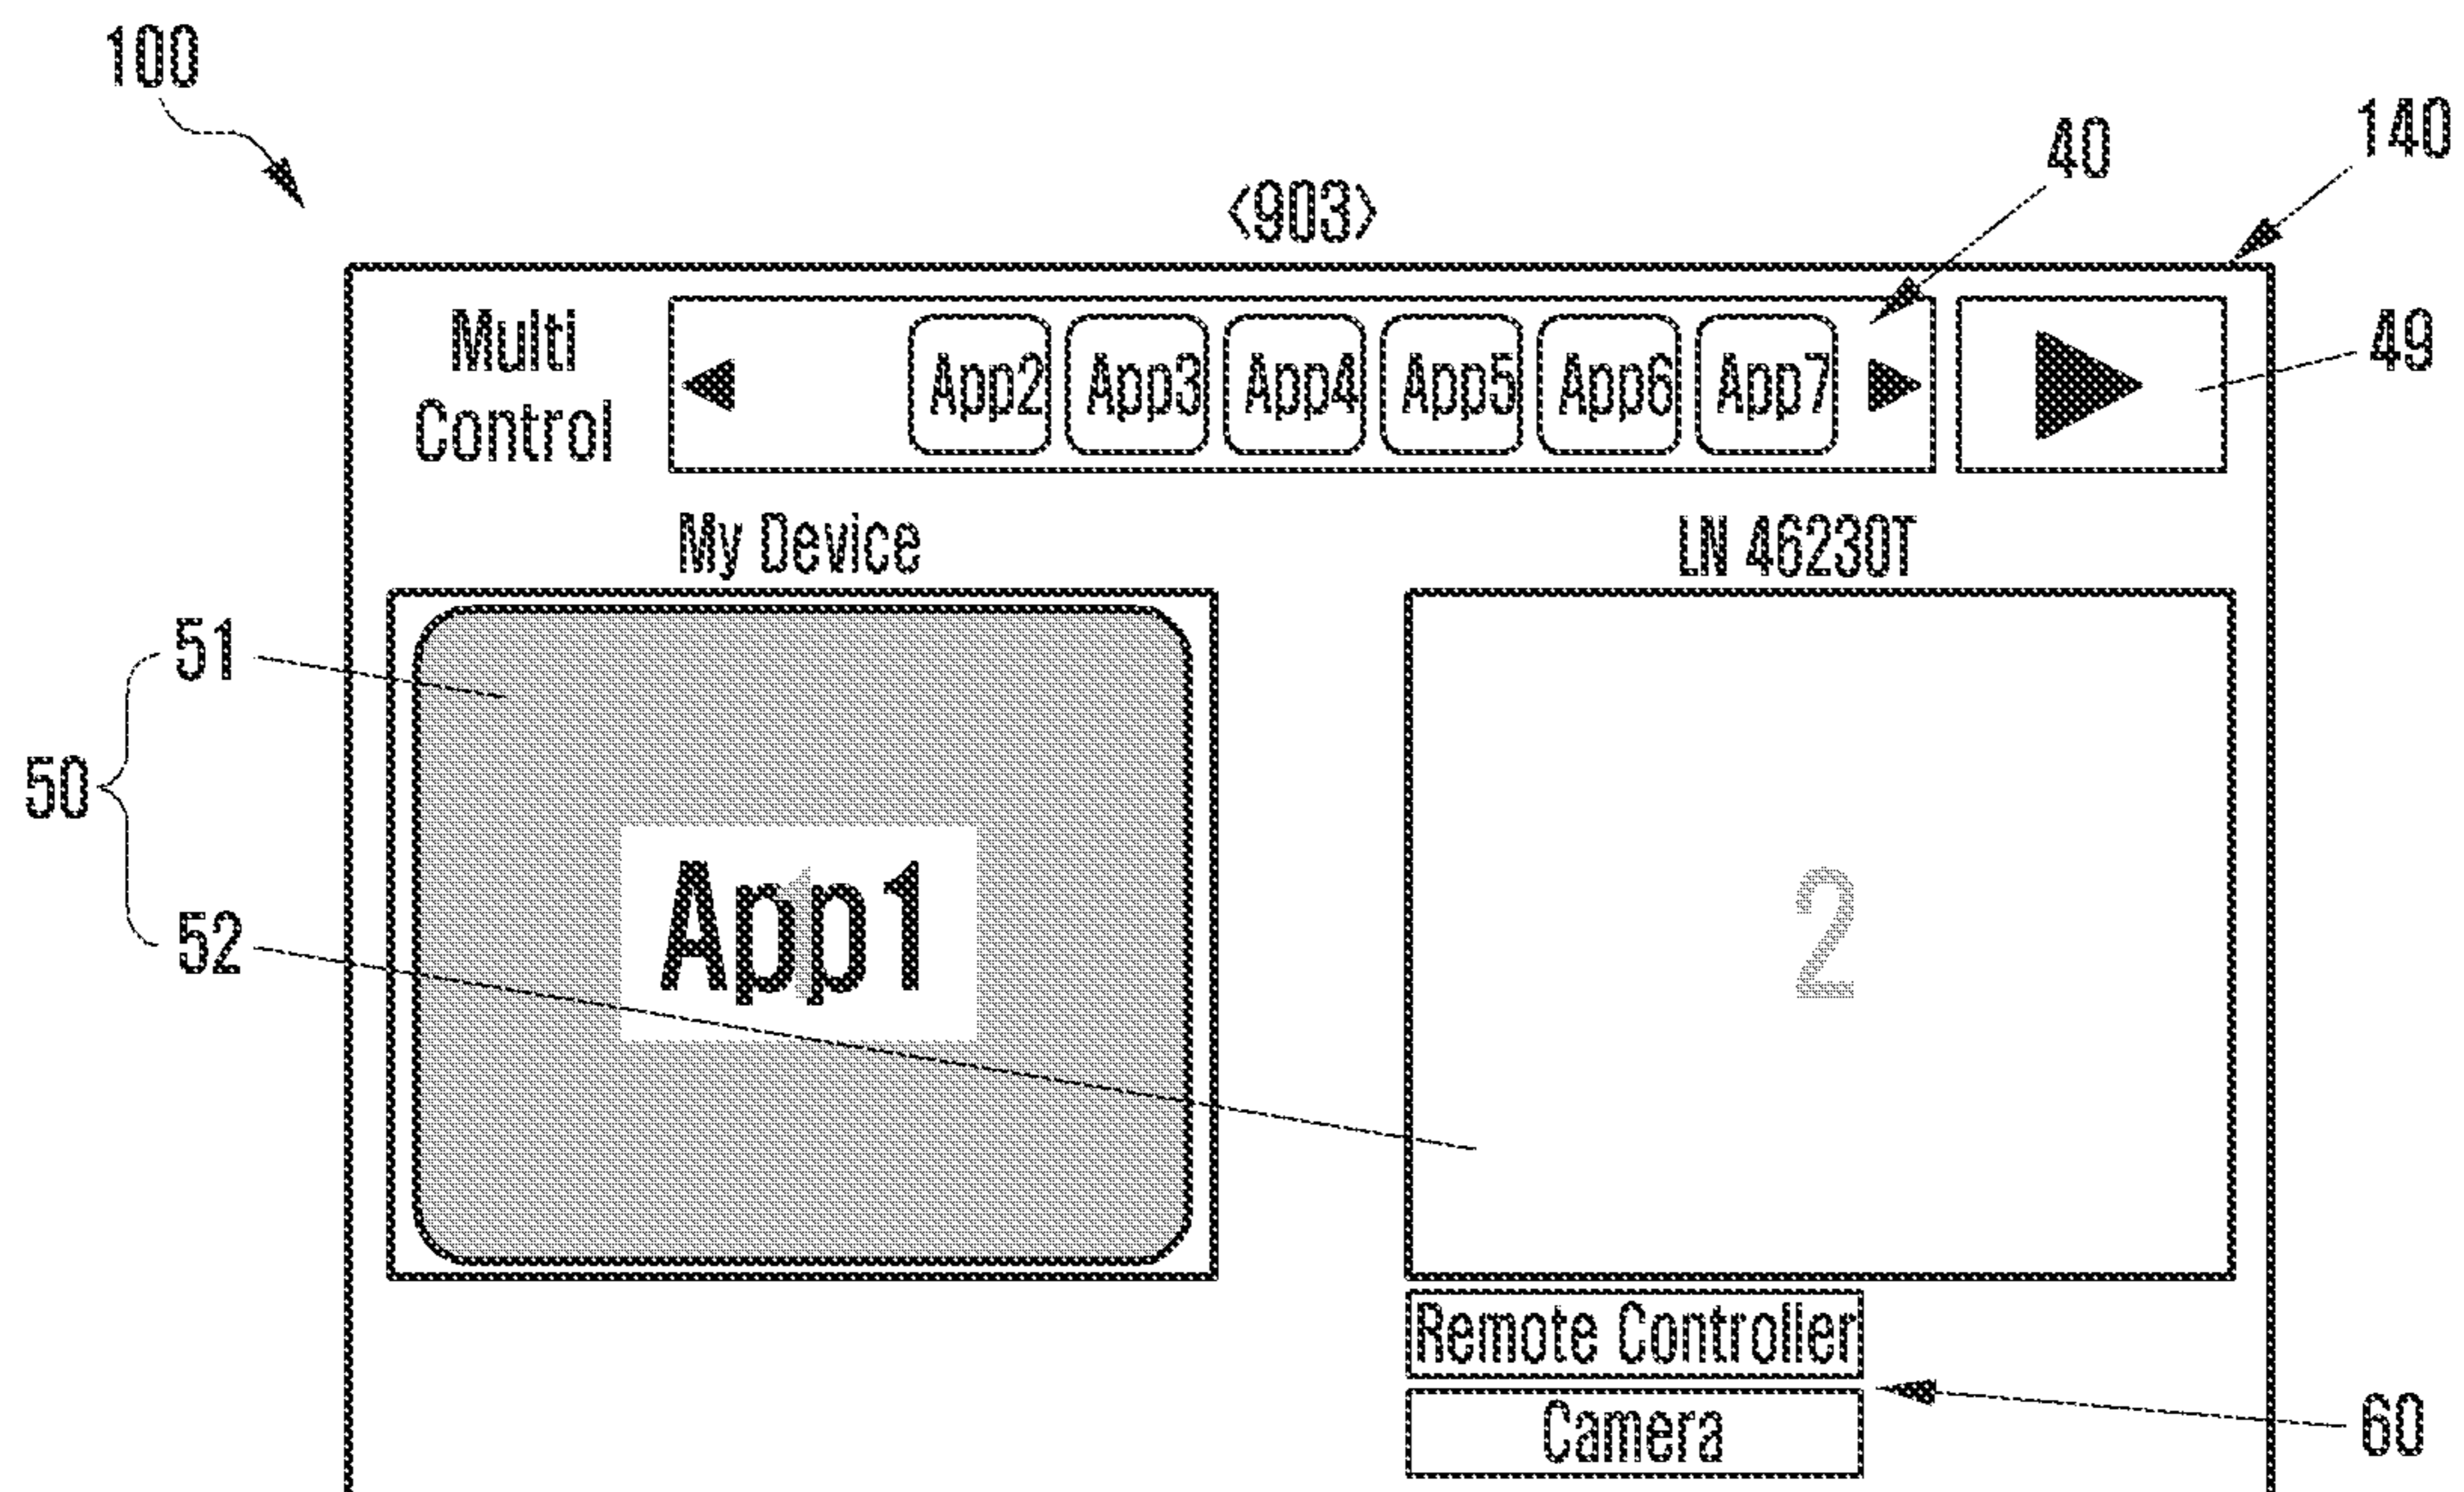 100
140
40
<903>
49
Multi
Control
App2 App3 App4 App5 App6 App7
My Device
LN 46230T
51
50
52
App1
2
Remote Controller
Camera
60